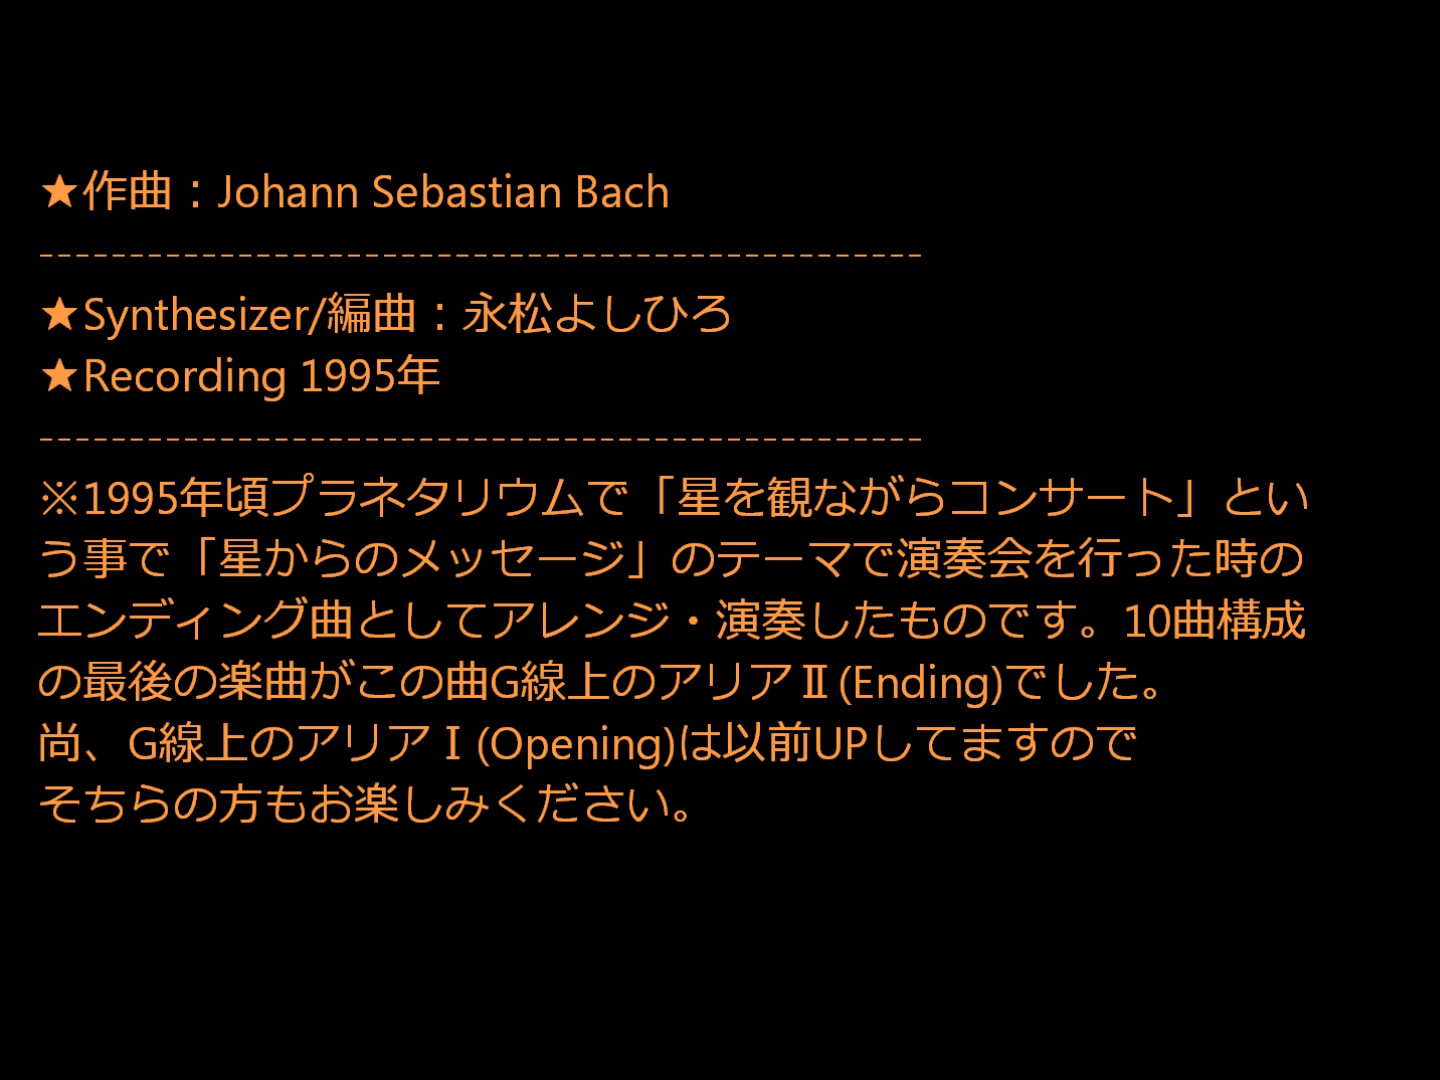 ★作曲：Johann Sebastian Bach
-------------------------------------------------
★Synthesizer/編曲：永松よしひろ
★Recording 1995年
-------------------------------------------------
※1995年頃プラネタリウムで「星を観ながらコンサート」とい
う事で「星からのメッセージ」のテーマで演奏会を行った時の
エンディング曲としてアレンジ・演奏したものです。10曲構成
の最後の楽曲がこの曲G線上のアリアⅡ(Ending)でした。
尚、G線上のアリアⅠ(Opening)は以前UPしてますので
そちらの方もお楽しみください。